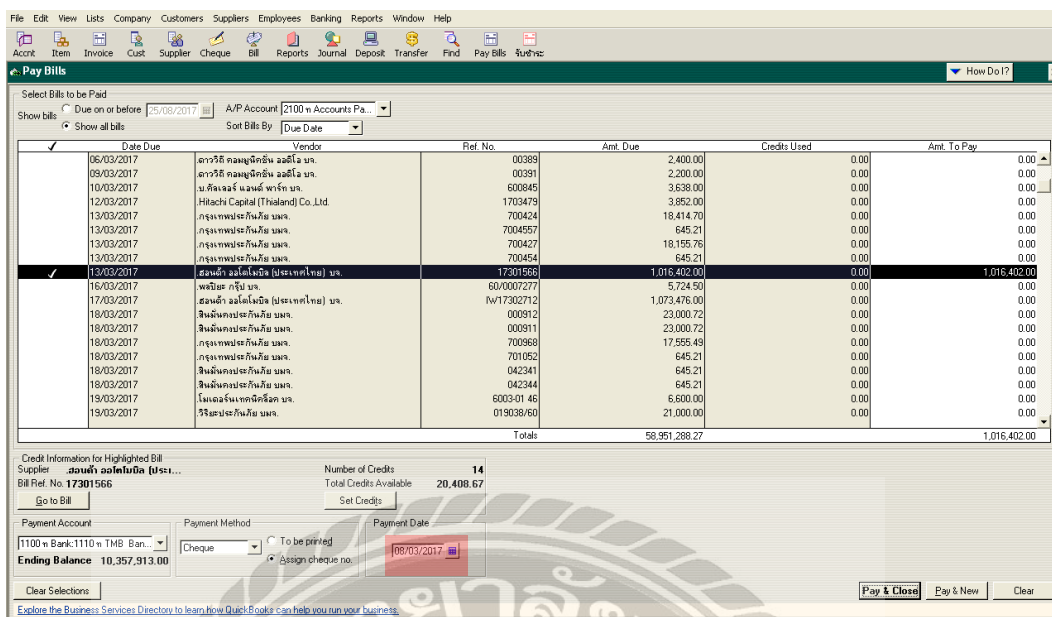 File Edit View Lists Company Customers Suppliers Employees Banking Reports Window Help
Accnt Item Invoice Cust Supplier Cheque Bill Reports Journal Deposit Transfer Find Pay Bills รับชำระ
Pay Bills How Do I?
Select Bills to be Paid
Show bills Due on or before 25/08/2017 A/P Account 2100 ท Accounts Pa...
Show all bills Sort Bills By Due Date
✓ Date Due Vendor Ref. No. Amt. Due Credits Used Amt. To Pay
06/03/2017 .ดาววิถี คอมมูนิเคชั่น ออดิโอ บจ. 00389 2,400.00 0.00 0.00
09/03/2017 .ดาววิถี คอมมูนิเคชั่น ออดิโอ บจ. 00391 2,200.00 0.00 0.00
10/03/2017 .บ.คัลเลอร์ แอนด์ พาร์ท บจ. 600845 3,638.00 0.00 0.00
12/03/2017 .Hitachi Capital (Thialand) Co.,Ltd. 1703479 3,852.00 0.00 0.00
13/03/2017 .กรุงเทพประกันภัย บมจ. 700424 18,414.70 0.00 0.00
13/03/2017 .กรุงเทพประกันภัย บมจ. 7004557 645.21 0.00 0.00
13/03/2017 .กรุงเทพประกันภัย บมจ. 700427 18,155.76 0.00 0.00
13/03/2017 .กรุงเทพประกันภัย บมจ. 700454 645.21 0.00 0.00
✓ 13/03/2017 .ฮอนด้า ออโตโมบิล (ประเทศไทย) บจ. 17301566 1,016,402.00 0.00 1,016,402.00
16/03/2017 .พอปิยะ กรุ๊ป บจ. 60/0007277 5,724.50 0.00 0.00
17/03/2017 .ฮอนด้า ออโตโมบิล (ประเทศไทย) บจ. IW17302712 1,073,476.00 0.00 0.00
18/03/2017 .สินมั่นคงประกันภัย บมจ. 000912 23,000.72 0.00 0.00
18/03/2017 .สินมั่นคงประกันภัย บมจ. 000911 23,000.72 0.00 0.00
18/03/2017 .กรุงเทพประกันภัย บมจ. 700968 17,555.49 0.00 0.00
18/03/2017 .กรุงเทพประกันภัย บมจ. 701052 645.21 0.00 0.00
18/03/2017 .สินมั่นคงประกันภัย บมจ. 042341 645.21 0.00 0.00
18/03/2017 .สินมั่นคงประกันภัย บมจ. 042344 645.21 0.00 0.00
19/03/2017 .โมเดอร์นเทคนิคล็อค บจ. 6003-01 46 6,600.00 0.00 0.00
19/03/2017 .วิริยะประกันภัย บมจ. 019038/60 21,000.00 0.00 0.00
Totals 58,951,288.27 1,016,402.00
Credit Information for Highlighted Bill
Supplier .ฮอนด้า ออโตโมบิล (ประเ... Number of Credits 14
Bill Ref. No. 17301566 Total Credits Available 20,408.67
Go to Bill Set Credits
Payment Account Payment Method Payment Date
1100 ท Bank:1110 ท TMB Ban... Cheque To be printed 08/03/2017
Ending Balance 10,357,913.00 Assign cheque no.
Clear Selections Pay & Close Pay & New Clear
Explore the Business Services Directory to learn how QuickBooks can help you run your business.